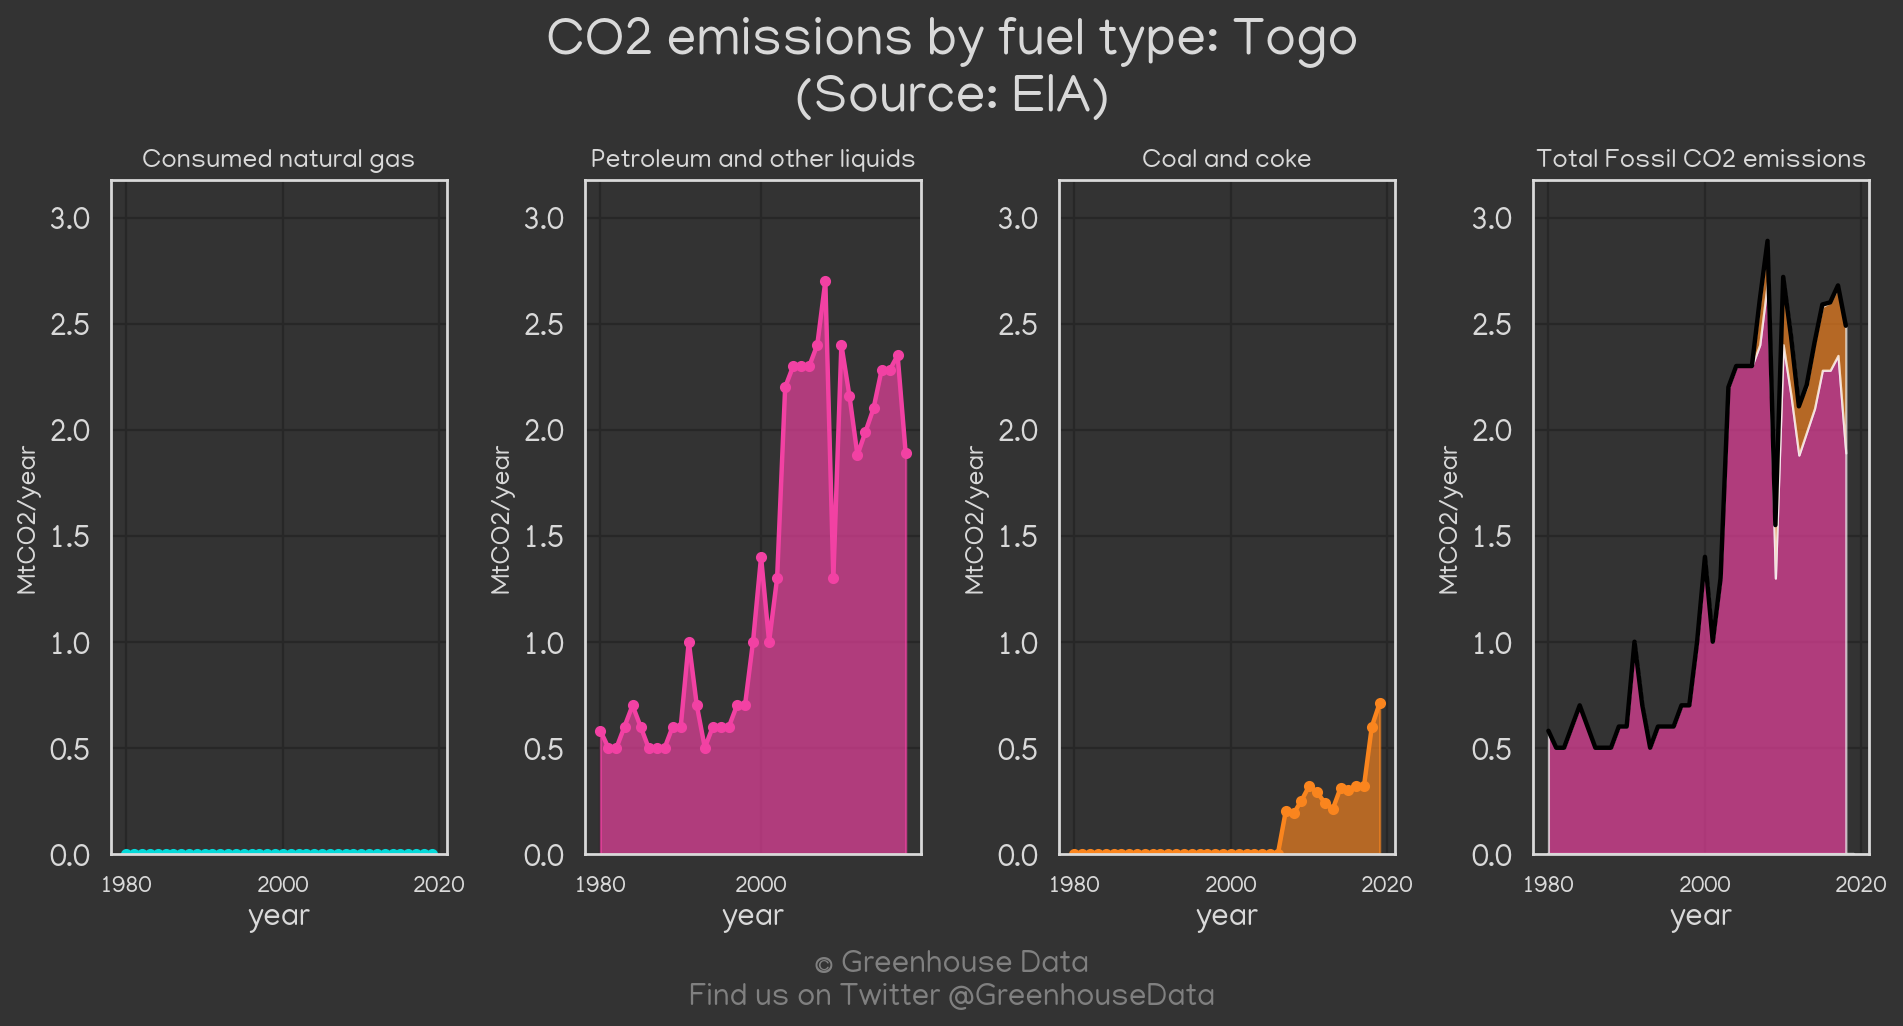 CO2 emissions by fuel type: Togo
(Source: EIA)
Consumed natural gas
Petroleum and other liquids
Coal and coke
Total Fossil CO2 emissions
MtCO2/year
3.0
2.5
2.0
1.5
1.0
0.5
0.0
1980 2000 2020
year
MtCO2/year
3.0
2.5
2.0
1.5
1.0
0.5
0.0
1980 2000
year
MtCO2/year
3.0
2.5
2.0
1.5
1.0
0.5
0.0
1980 2000 2020
year
MtCO2/year
3.0
2.5
2.0
1.5
1.0
0.5
0.0
1980 2000 2020
year
© Greenhouse Data
Find us on Twitter @GreenhouseData